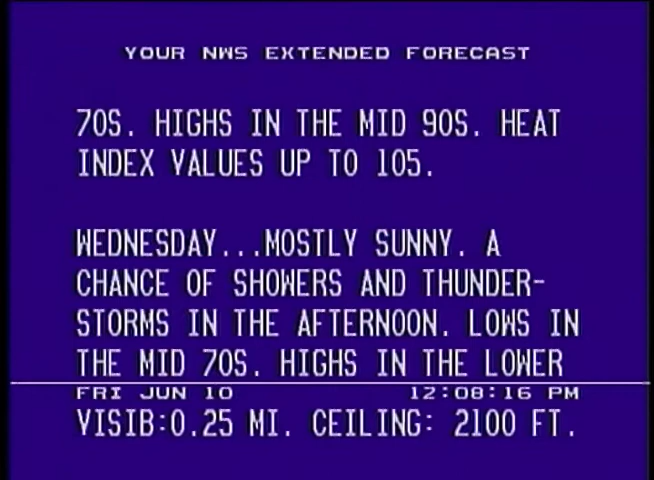 YOUR NWS EXTENDED FORECAST
70S. HIGHS IN THE MID 90S. HEAT
INDEX VALUES UP TO 105.
WEDNESDAY...MOSTLY SUNNY. A
CHANCE OF SHOWERS AND THUNDER-
STORMS IN THE AFTERNOON. LOWS IN
THE MID 70S. HIGHS IN THE LOWER
FRI JUN 10 12:08:16 PM
VISIB:0.25 MI. CEILING: 2100 FT.